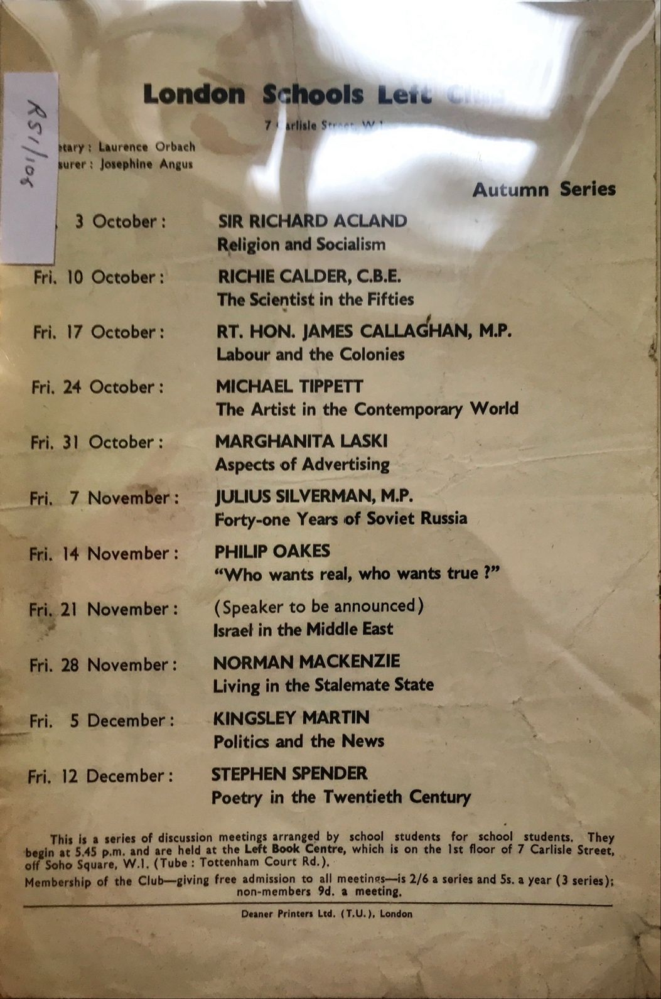 London Schools Left Club
7 Carlisle Street, W.1
etary : Laurence Orbach
surer : Josephine Angus
RS1/108
Autumn Series
3 October : SIR RICHARD ACLAND
Religion and Socialism
Fri. 10 October : RICHIE CALDER, C.B.E.
The Scientist in the Fifties
Fri. 17 October : RT. HON. JAMES CALLAGHAN, M.P.
Labour and the Colonies
Fri. 24 October : MICHAEL TIPPETT
The Artist in the Contemporary World
Fri. 31 October : MARGHANITA LASKI
Aspects of Advertising
Fri. 7 November : JULIUS SILVERMAN, M.P.
Forty-one Years of Soviet Russia
Fri. 14 November : PHILIP OAKES
“Who wants real, who wants true ?”
Fri. 21 November : (Speaker to be announced)
Israel in the Middle East
Fri. 28 November : NORMAN MACKENZIE
Living in the Stalemate State
Fri. 5 December : KINGSLEY MARTIN
Politics and the News
Fri. 12 December : STEPHEN SPENDER
Poetry in the Twentieth Century
This is a series of discussion meetings arranged by school students for school students. They
begin at 5.45 p.m. and are held at the Left Book Centre, which is on the 1st floor of 7 Carlisle Street,
off Soho Square, W.1. (Tube : Tottenham Court Rd.).
Membership of the Club—giving free admission to all meetings—is 2/6 a series and 5s. a year (3 series);
non-members 9d. a meeting.
Deaner Printers Ltd. (T.U.), London